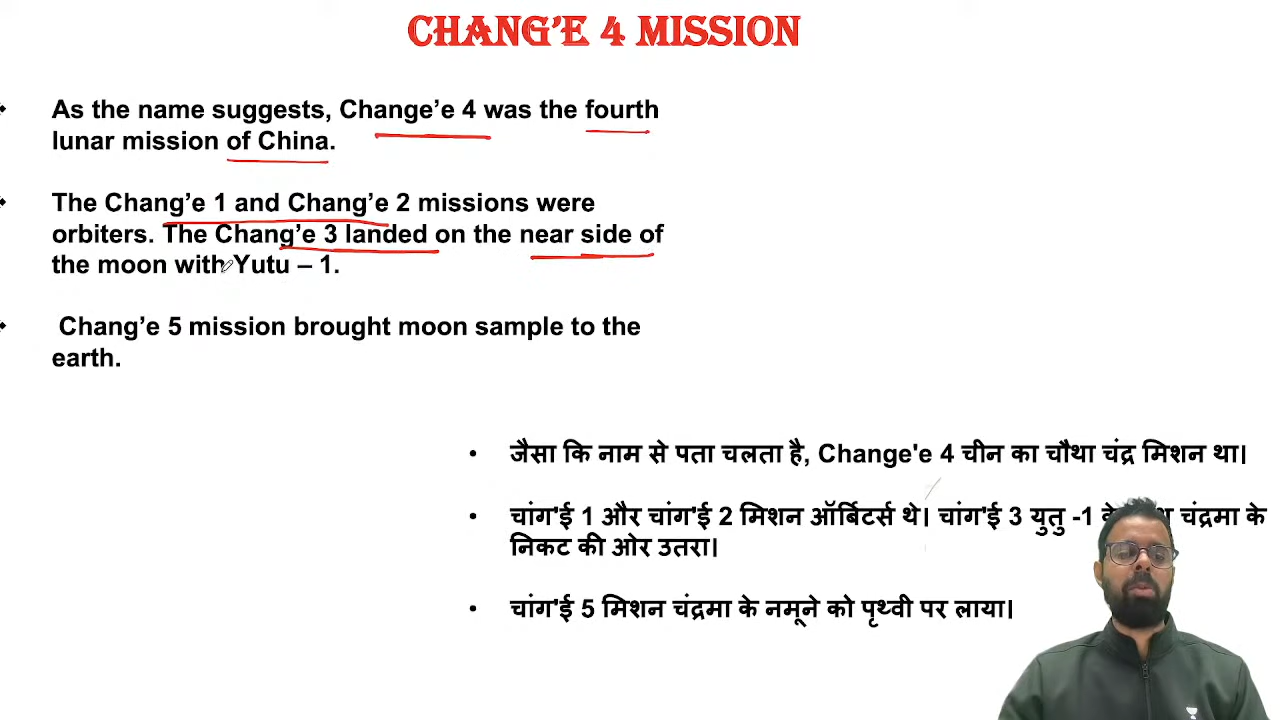 CHANG'E 4 MISSION
As the name suggests, Change'e 4 was the fourth
lunar mission of China.
The Chang'e 1 and Chang'e 2 missions were
orbiters. The Chang'e 3 landed on the near side of
the moon with Yutu – 1.
Chang'e 5 mission brought moon sample to the
earth.
• जैसा कि नाम से पता चलता है, Change'e 4 चीन का चौथा चंद्र मिशन था।
• चांग'ई 1 और चांग'ई 2 मिशन ऑर्बिटर्स थे। चांग'ई 3 युतु -1 चंद्रमा के
निकट की ओर उतरा।
• चांग'ई 5 मिशन चंद्रमा के नमूने को पृथ्वी पर लाया।